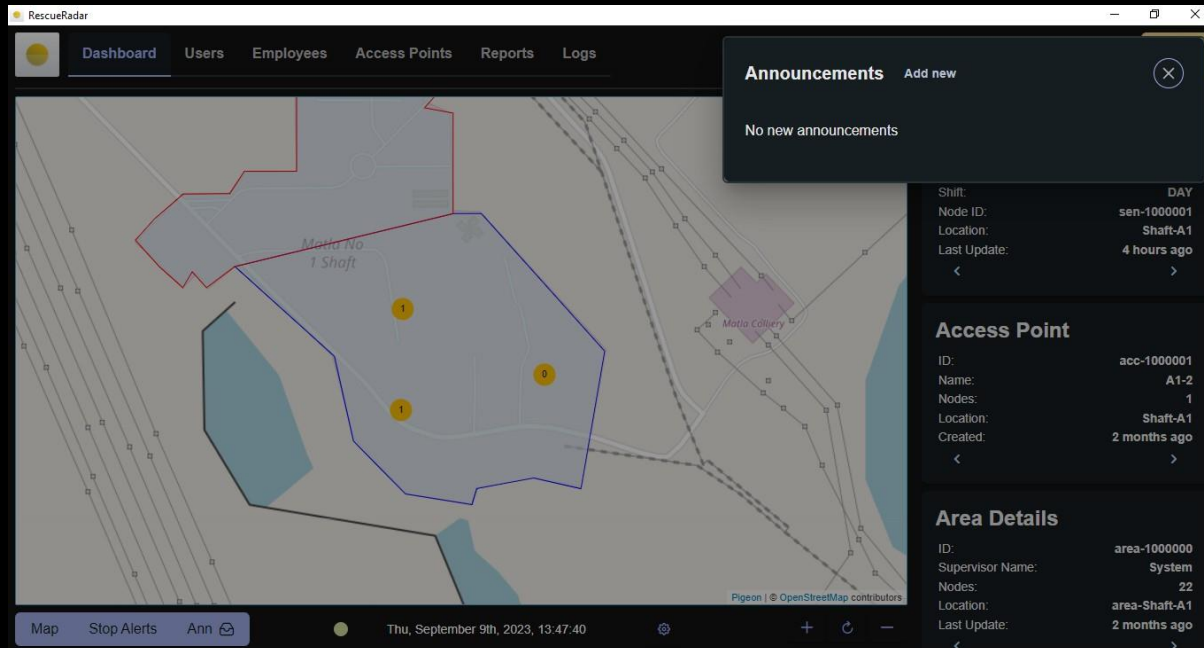 RescueRadar
Dashboard Users Employees Access Points Reports Logs
Announcements Add new
No new announcements
Shift: DAY
Node ID: sen-1000001
Location: Shaft-A1
Last Update: 4 hours ago
Matla No
1 Shaft
1
0
1
Matla Colliery
Access Point
ID: acc-1000001
Name: A1-2
Nodes: 1
Location: Shaft-A1
Created: 2 months ago
Area Details
ID: area-1000000
Supervisor Name: System
Nodes: 22
Location: area-Shaft-A1
Last Update: 2 months ago
Pigeon | © OpenStreetMap contributors
Map Stop Alerts Ann Thu, September 9th, 2023, 13:47:40